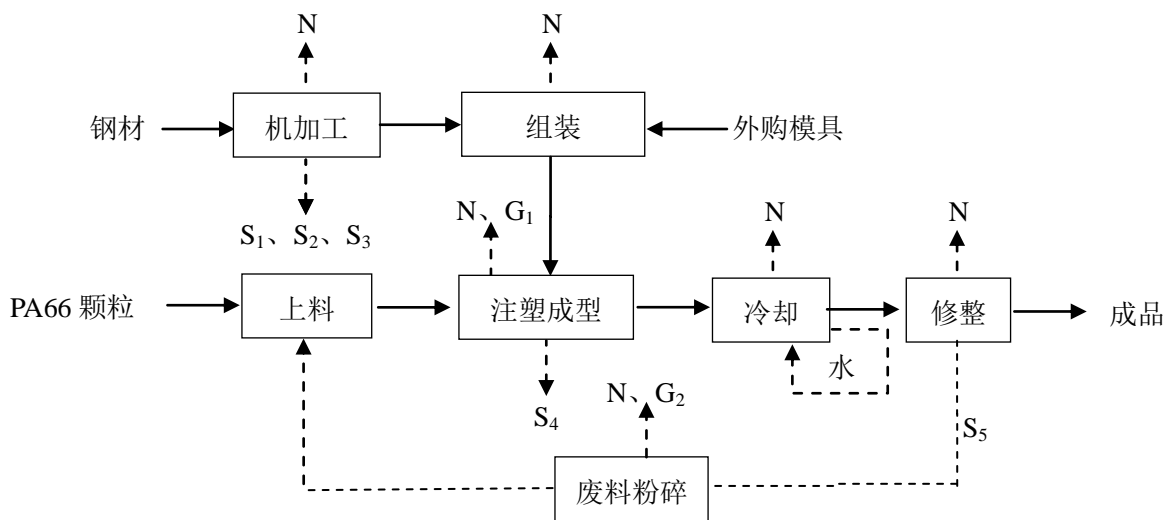 N
N
钢材
机加工
组装
外购模具
S₁、S₂、S₃
N、G₁
N
N
PA66 颗粒
上料
注塑成型
冷却
修整
成品
水
S₄
N、G₂
S₅
废料粉碎